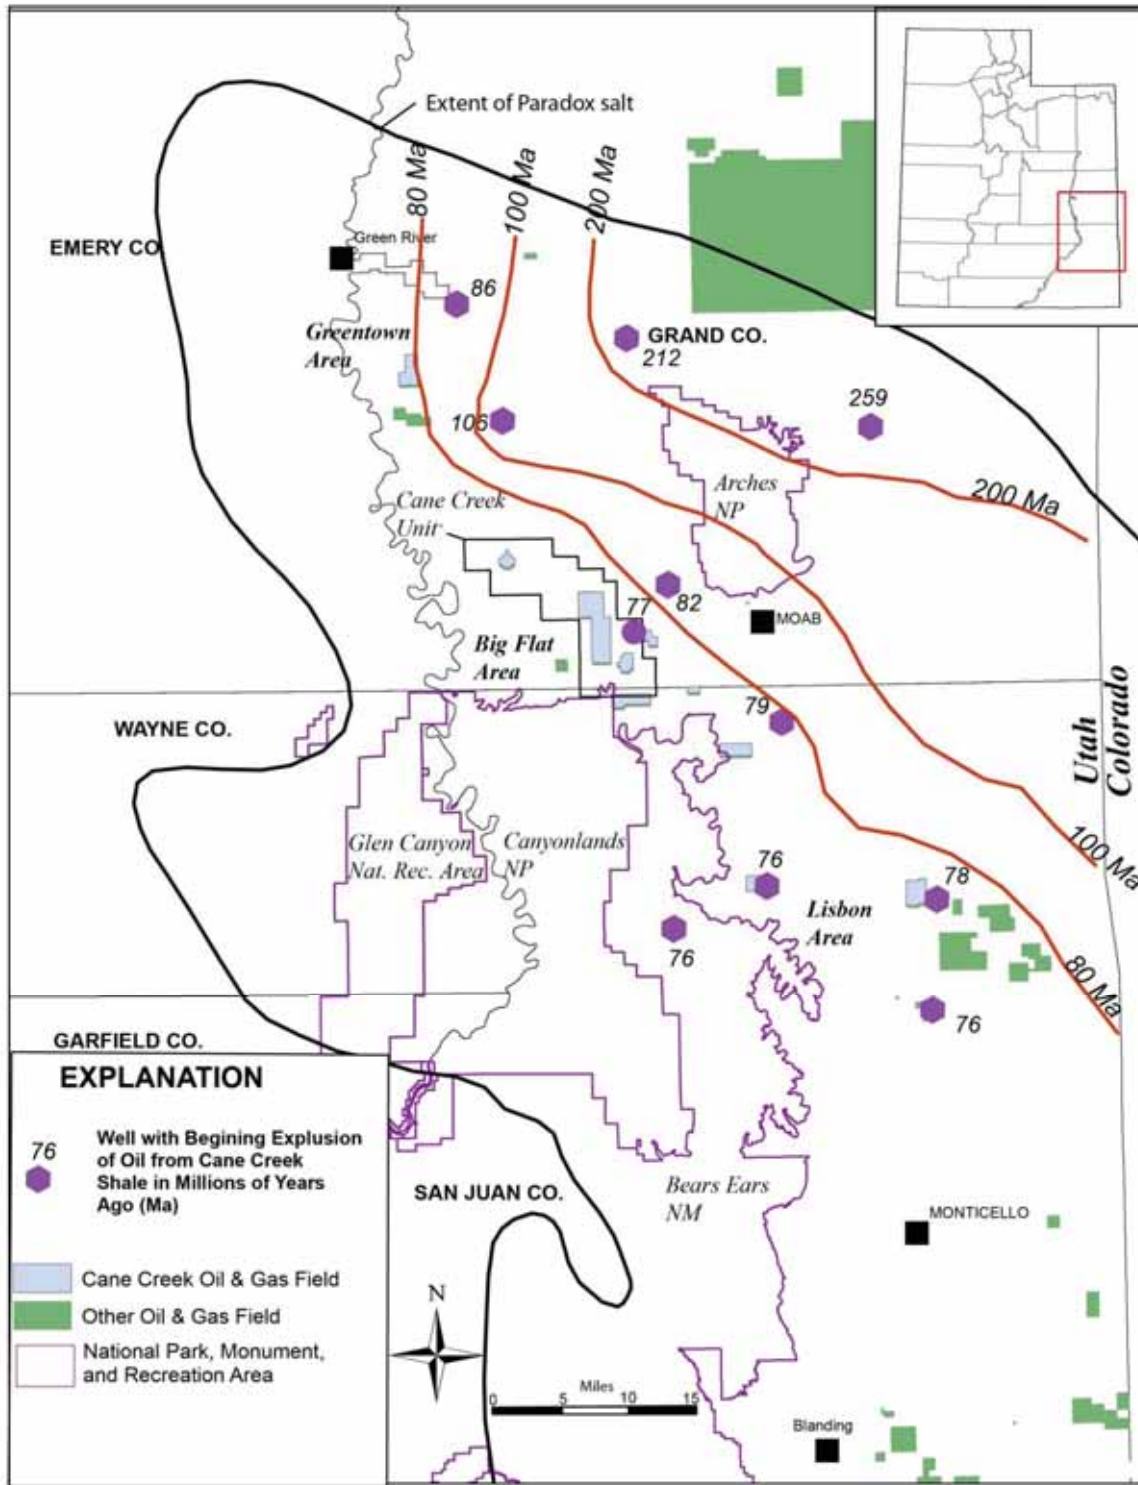 Extent of Paradox salt
80 Ma
100 Ma
200 Ma
EMERY CO.
Green River
86
Greentown
Area
GRAND CO.
212
259
106
Cane Creek
Unit
Arches
NP
200 Ma
82
77
MOAB
Big Flat
Area
WAYNE CO.
79
Utah
Colorado
Glen Canyon
Nat. Rec. Area
Canyonlands
NP
100 Ma
76
78
Lisbon
Area
76
80 Ma
76
GARFIELD CO.
EXPLANATION
76
Well with Begining Explusion
of Oil from Cane Creek
Shale in Millions of Years
Ago (Ma)
Cane Creek Oil & Gas Field
Other Oil & Gas Field
National Park, Monument,
and Recreation Area
SAN JUAN CO.
Bears Ears
NM
MONTICELLO
N
Miles
0 5 10 15
Blanding